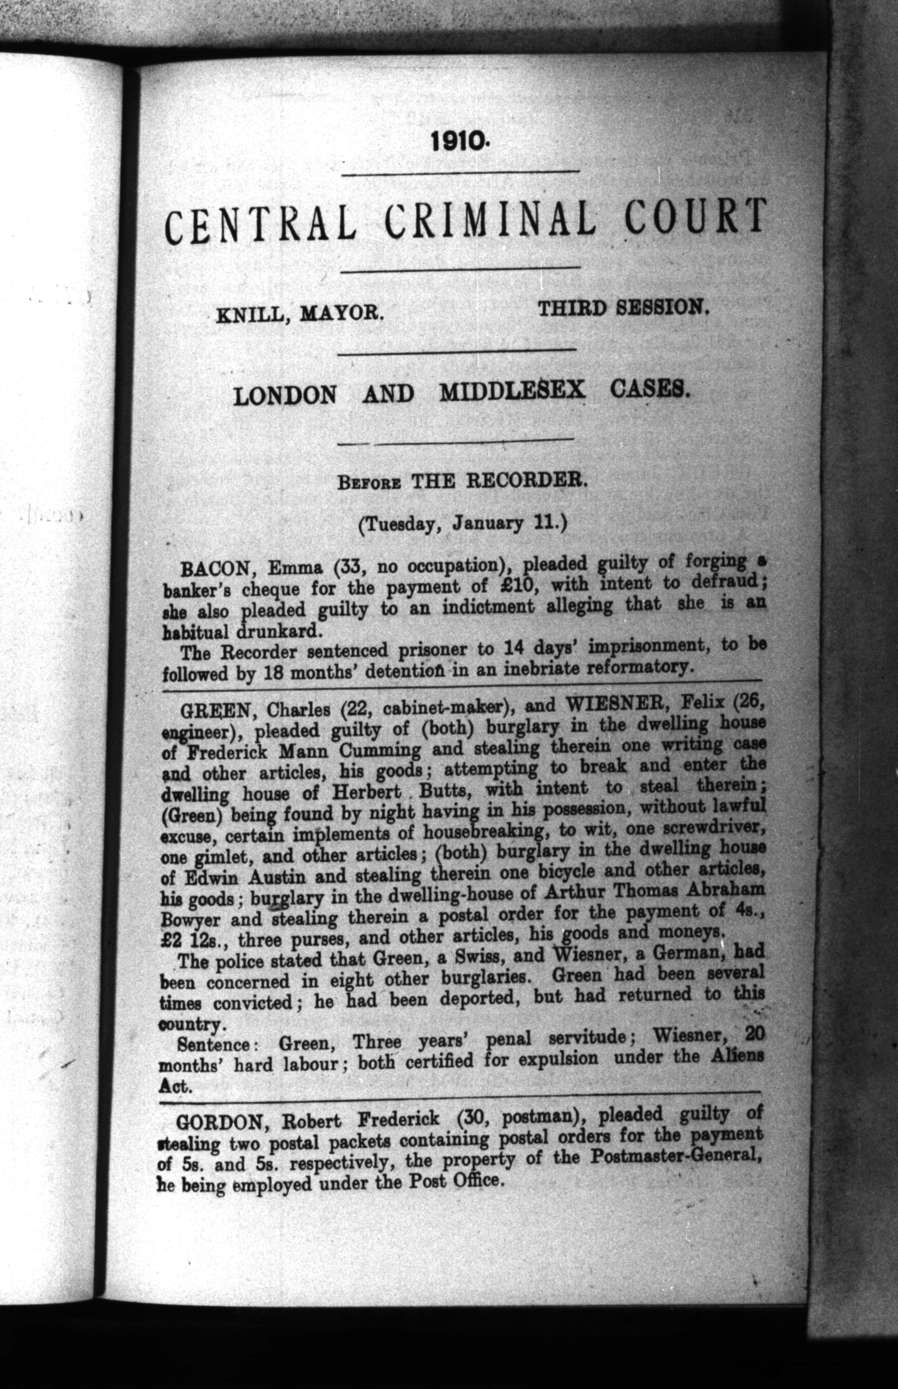 1910.
CENTRAL CRIMINAL COURT
KNILL, MAYOR. THIRD SESSION.
LONDON AND MIDDLESEX CASES.
BEFORE THE RECORDER.
(Tuesday, January 11.)
BACON, Emma (33, no occupation), pleaded guilty of forging a
banker's cheque for the payment of £10, with intent to defraud;
she also pleaded guilty to an indictment alleging that she is an
habitual drunkard.
The Recorder sentenced prisoner to 14 days' imprisonment, to be
followed by 18 months' detention in an inebriate reformatory.
GREEN, Charles (22, cabinet-maker), and WIESNER, Felix (26,
engineer), pleaded guilty of (both) burglary in the dwelling house
of Frederick Mann Cumming and stealing therein one writing case
and other articles, his goods; attempting to break and enter the
dwelling house of Herbert Butts, with intent to steal therein;
(Green) being found by night having in his possession, without lawful
excuse, certain implements of housebreaking, to wit, one screwdriver,
one gimlet, and other articles; (both) burglary in the dwelling house
of Edwin Austin and stealing therein one bicycle and other articles,
his goods; burglary in the dwelling-house of Arthur Thomas Abraham
Bowyer and stealing therein a postal order for the payment of 4s.,
£2 12s., three purses, and other articles, his goods and moneys.
The police stated that Green, a Swiss, and Wiesner, a German, had
been concerned in eight other burglaries. Green had been several
times convicted; he had been deported, but had returned to this
country.
Sentence: Green, Three years' penal servitude; Wiesner, 20
months' hard labour; both certified for expulsion under the Aliens
Act.
GORDON, Robert Frederick (30, postman), pleaded guilty of
stealing two postal packets containing postal orders for the payment
of 5s. and 5s. respectively, the property of the Postmaster-General,
he being employed under the Post Office.